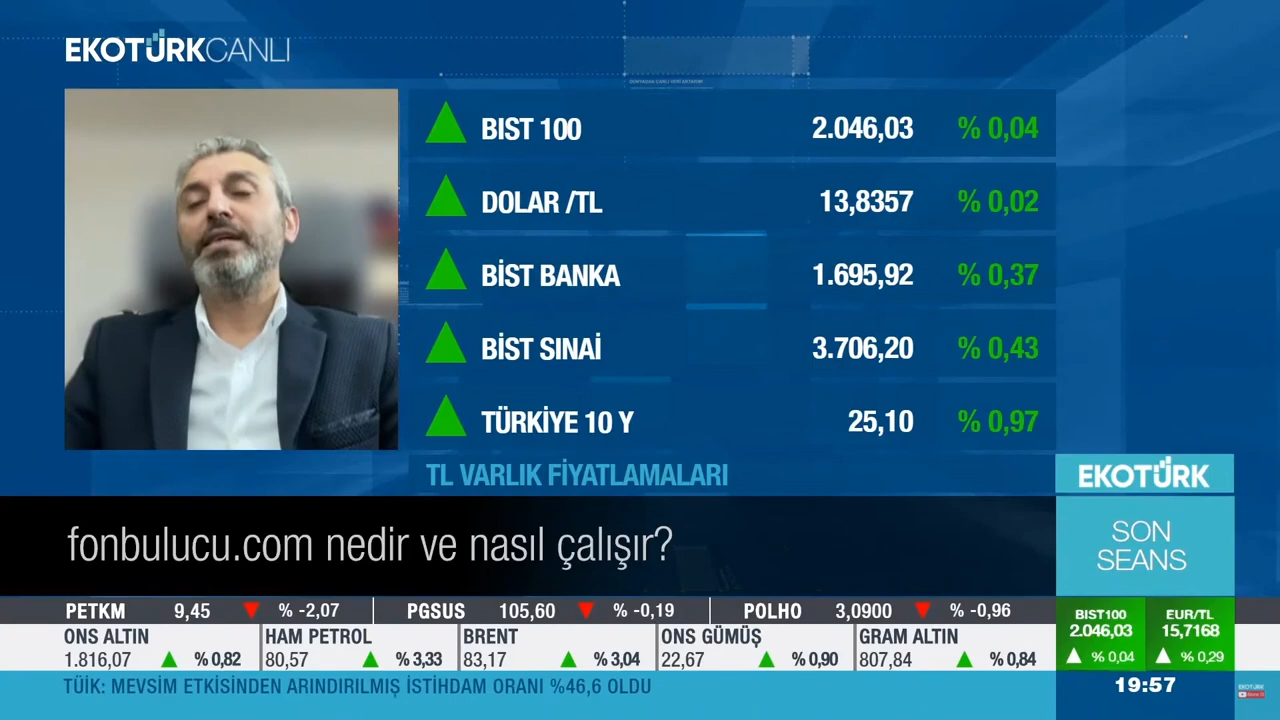 EKOTÜRK CANLI
DÜNYADAN CANLI VERİ AKTARIMI
BIST 100 2.046,03 % 0,04
DOLAR /TL 13,8357 % 0,02
BİST BANKA 1.695,92 % 0,37
BİST SINAİ 3.706,20 % 0,43
TÜRKİYE 10 Y 25,10 % 0,97
TL VARLIK FİYATLAMALARI
EKOTÜRK
fonbulucu.com nedir ve nasıl çalışır?
SON
SEANS
PETKM 9,45 % -2,07 PGSUS 105,60 % -0,19 POLHO 3,0900 % -0,96
ONS ALTIN HAM PETROL BRENT ONS GÜMÜŞ GRAM ALTIN
1.816,07 % 0,82 80,57 % 3,33 83,17 % 3,04 22,67 % 0,90 807,84 % 0,84
BIST100 EUR/TL
2.046,03 15,7168
% 0,04 % 0,29
TÜİK: MEVSİM ETKİSİNDEN ARINDIRILMIŞ İSTİHDAM ORANI %46,6 OLDU
19:57
EKOTÜRK